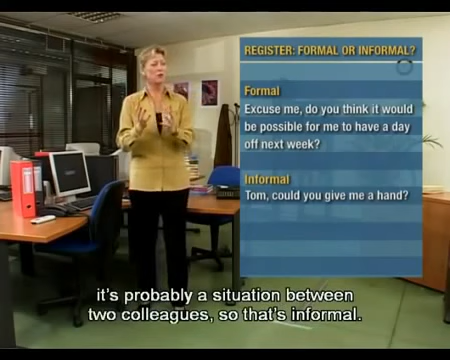 REGISTER: FORMAL OR INFORMAL?
Formal
Excuse me, do you think it would
be possible for me to have a day
off next week?
Informal
Tom, could you give me a hand?
it's probably a situation between
two colleagues, so that's informal.